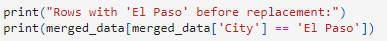 print("Rows with 'El Paso' before replacement:")
print(merged_data[merged_data['City'] == 'El Paso'])